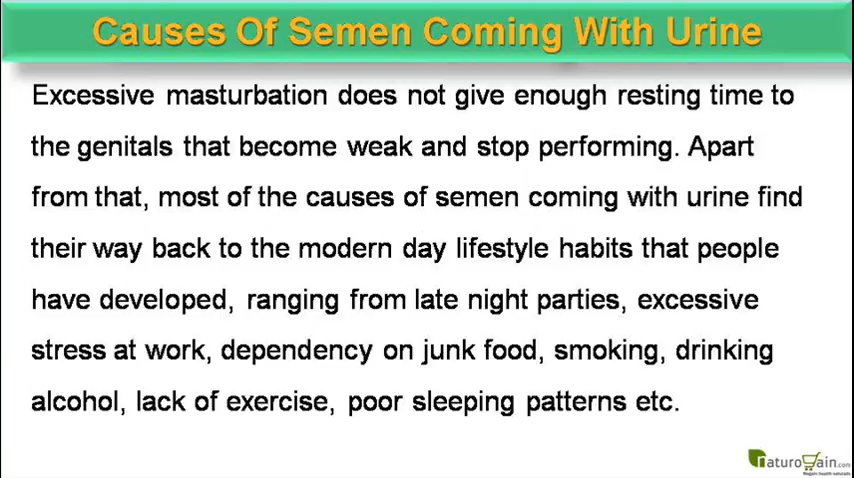 Causes Of Semen Coming With Urine
Excessive masturbation does not give enough resting time to
the genitals that become weak and stop performing. Apart
from that, most of the causes of semen coming with urine find
their way back to the modern day lifestyle habits that people
have developed, ranging from late night parties, excessive
stress at work, dependency on junk food, smoking, drinking
alcohol, lack of exercise, poor sleeping patterns etc.
naturogain.com